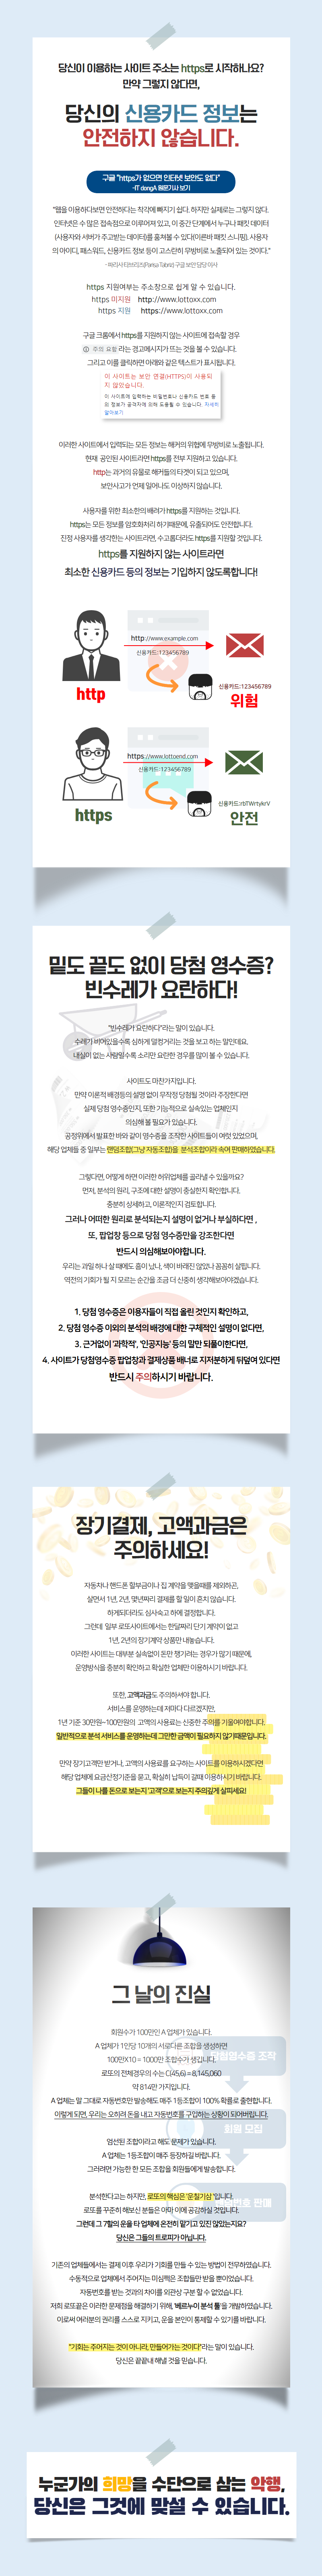 당신이 이용하는 사이트 주소는 https로 시작하나요?
만약 그렇지 않다면,
당신의 신용카드 정보는
안전하지 않습니다.
구글 "https가 없으면 인터넷 보안도 없다"
-IT dongA 원문기사 보기
"웹을 이용하다보면 안전하다는 착각에 빠지기 쉽다. 하지만 실제로는 그렇지 않다.
인터넷은 수 많은 접속점으로 이루어져 있고, 이 중간 단계에서 누구나 패킷 데이터
(사용자와 서버가 주고받는 데이터)를 훔쳐볼 수 있다(이른바 패킷 스니핑). 사용자
의 아이디, 패스워드, 신용카드 정보 등이 고스란히 무방비로 노출되어 있는 것이다."
- 파리사 타브리즈(Parisa Tabriz) 구글 보안 담당 이사
https 지원여부는 주소창으로 쉽게 알 수 있습니다.
https 미지원 http://www.lottoxx.com
https 지원 https://www.lottoxx.com
구글 크롬에서 https를 지원하지 않는 사이트에 접속할 경우
ⓘ 주의 요함 라는 경고메시지가 뜨는 것을 볼 수 있습니다.
그리고 이를 클릭하면 아래와 같은 텍스트가 표시됩니다.
이 사이트는 보안 연결(HTTPS)이 사용되
지 않았습니다.
이 사이트에 입력하는 비밀번호나 신용카드 번호 등
의 정보가 공격자에 의해 도용될 수 있습니다. 자세히
알아보기
이러한 사이트에서 입력되는 모든 정보는 해커의 위협에 무방비로 노출됩니다.
현재 공인된 사이트라면 https를 전부 지원하고 있습니다.
http는 과거의 유물로 해커들의 타겟이 되고 있으며,
보안사고가 언제 일어나도 이상하지 않습니다.
사용자를 위한 최소한의 배려가 https를 지원하는 것입니다.
https는 모든 정보를 암호화처리 하기때문에, 유출되어도 안전합니다.
진정 사용자를 생각한는 사이트라면, 수고롭더라도 https를 지원할 것입니다.
https를 지원하지 않는 사이트라면
최소한 신용카드 등의 정보는 기입하지 않도록합니다!
http://www.example.com
신용카드:123456789
http
신용카드:123456789
위험
https://www.lottoend.com
신용카드:123456789
https
신용카드:rbTWrtykrV
안전
밑도 끝도 없이 당첨 영수증?
빈수레가 요란하다!
"빈수레가 요란하다"라는 말이 있습니다.
수레가 비어있을수록 심하게 덜컹거리는 것을 보고 하는 말인데요,
내실이 없는 사람일수록 소리만 요란한 경우를 많이 볼 수 있습니다.
사이트도 마찬가지입니다.
만약 이론적 배경등의 설명 없이 무작정 당첨될 것이라 주장한다면
실제 당첨 영수증인지, 또한 기능적으로 실속있는 업체인지
의심해 볼 필요가 있습니다.
공정위에서 발표한 바와 같이 영수증을 조작한 사이트들이 여럿 있었으며,
해당 업체들 중 일부는 랜덤조합(그냥 자동조합)을 분석조합이라 속여 판매하였습니다.
그렇다면, 어떻게 하면 이러한 허위업체를 골라낼 수 있을까요?
먼저, 분석의 원리, 구조에 대한 설명이 충실한지 확인합니다.
충분히 상세하고, 이론적인지 검토합니다.
그러나 어떠한 원리로 분석되는지 설명이 없거나 부실하다면 ,
또, 팝업창 등으로 당첨 영수증만을 강조한다면
반드시 의심해보아야합니다.
우리는 과일 하나 살 때에도 흠이 났나, 색이 바래진 않았나 꼼꼼히 살핍니다.
역전의 기회가 될 지 모르는 순간을 조금 더 신중히 생각해보아야겠습니다.
1. 당첨 영수증은 이용자들이 직접 올린 것인지 확인하고,
2. 당첨 영수증 이외의 분석의 배경에 대한 구체적인 설명이 없다면,
3. 근거없이 '과학적', '인공지능' 등의 말만 되풀이한다면,
4. 사이트가 당첨영수증 팝업창과 결제상품 배너로 지저분하게 뒤덮여 있다면
반드시 주의하시기 바랍니다.
장기결제, 고액과금은
주의하세요!
자동차나 핸드폰 할부금이나 집 계약을 맺을때를 제외하곤,
살면서 1년, 2년, 몇년짜리 결제를 할 일이 흔치 않습니다.
하게되더라도 심사숙고 하에 결정합니다.
그런데 일부 로또사이트에서는 한달짜리 단기 계약이 없고
1년, 2년의 장기계약 상품만 내놓습니다.
이러한 사이트는 대부분 실속없이 돈만 챙기려는 경우가 많기 때문에,
운영방식을 충분히 확인하고 확실한 업체만 이용하시기 바랍니다.
또한, 고액과금도 주의하셔야 합니다.
서비스를 운영하는데 저마다 다르겠지만,
1년 기준 30만원~100만원의 고액의 사용료는 신중한 주의를 기울여야합니다.
일반적으로 분석 서비스를 운영하는데 그만한 금액이 필요하지 않기때문입니다.
만약 장기고객만 받거나, 고액의 사용료를 요구하는 사이트를 이용하시겠다면
해당 업체에 요금산정기준을 묻고, 확실히 납득이 갈때 이용하시기 바랍니다.
그들이 나를 돈으로 보는지 '고객'으로 보는지 주의깊게 살피세요!
그 날의 진실
회원수가 100만인 A 업체가 있습니다.
A 업체가 1인당 10개의 서로다른 조합을 생성하면
100만X10 = 1000만 조합수가 생깁니다.
로또의 전체경우의 수는 C(45,6) = 8,145,060
약 814만 가지입니다.
A 업체는 말 그대로 자동번호만 발송해도 매주 1등조합이 100% 확률로 출현합니다.
이렇게 되면, 우리는 오히려 돈을 내고 자동번호를 구입하는 상황이 되어버립니다.
엄선된 조합이라고 해도 문제가 있습니다.
A 업체는 1등조합이 매주 등장하길 바랍니다.
그러려면 가능한 한 모든 조합을 회원들에게 발송합니다.
분석한다고는 하지만, 로또의 핵심은 '운칠기삼'입니다.
로또를 꾸준히 해보신 분들은 아마 이에 공감하실 것입니다.
그런데 그 7할의 운을 타 업체에 온전히 맡기고 있진 않았는지요?
당신은 그들의 트로피가 아닙니다.
기존의 업체들에서는 결제 이후 우리가 기회를 만들 수 있는 방법이 전무하였습니다.
수동적으로 업체에서 주어지는 미심쩍은 조합들만 받을 뿐이었습니다.
자동번호를 받는 것과의 차이를 외관상 구분 할 수 없었습니다.
저희 로또끝은 이러한 문제점을 해결하기 위해, '베르누이 분석 툴'을 개발하였습니다.
이로써 여러분의 권리를 스스로 지키고, 운을 본인이 통제할 수 있기를 바랍니다.
"기회는 주어지는 것이 아니라, 만들어가는 것이다"라는 말이 있습니다.
당신은 끝끝내 해낼 것을 믿습니다.
누군가의 희망을 수단으로 삼는 악행,
당신은 그것에 맞설 수 있습니다.